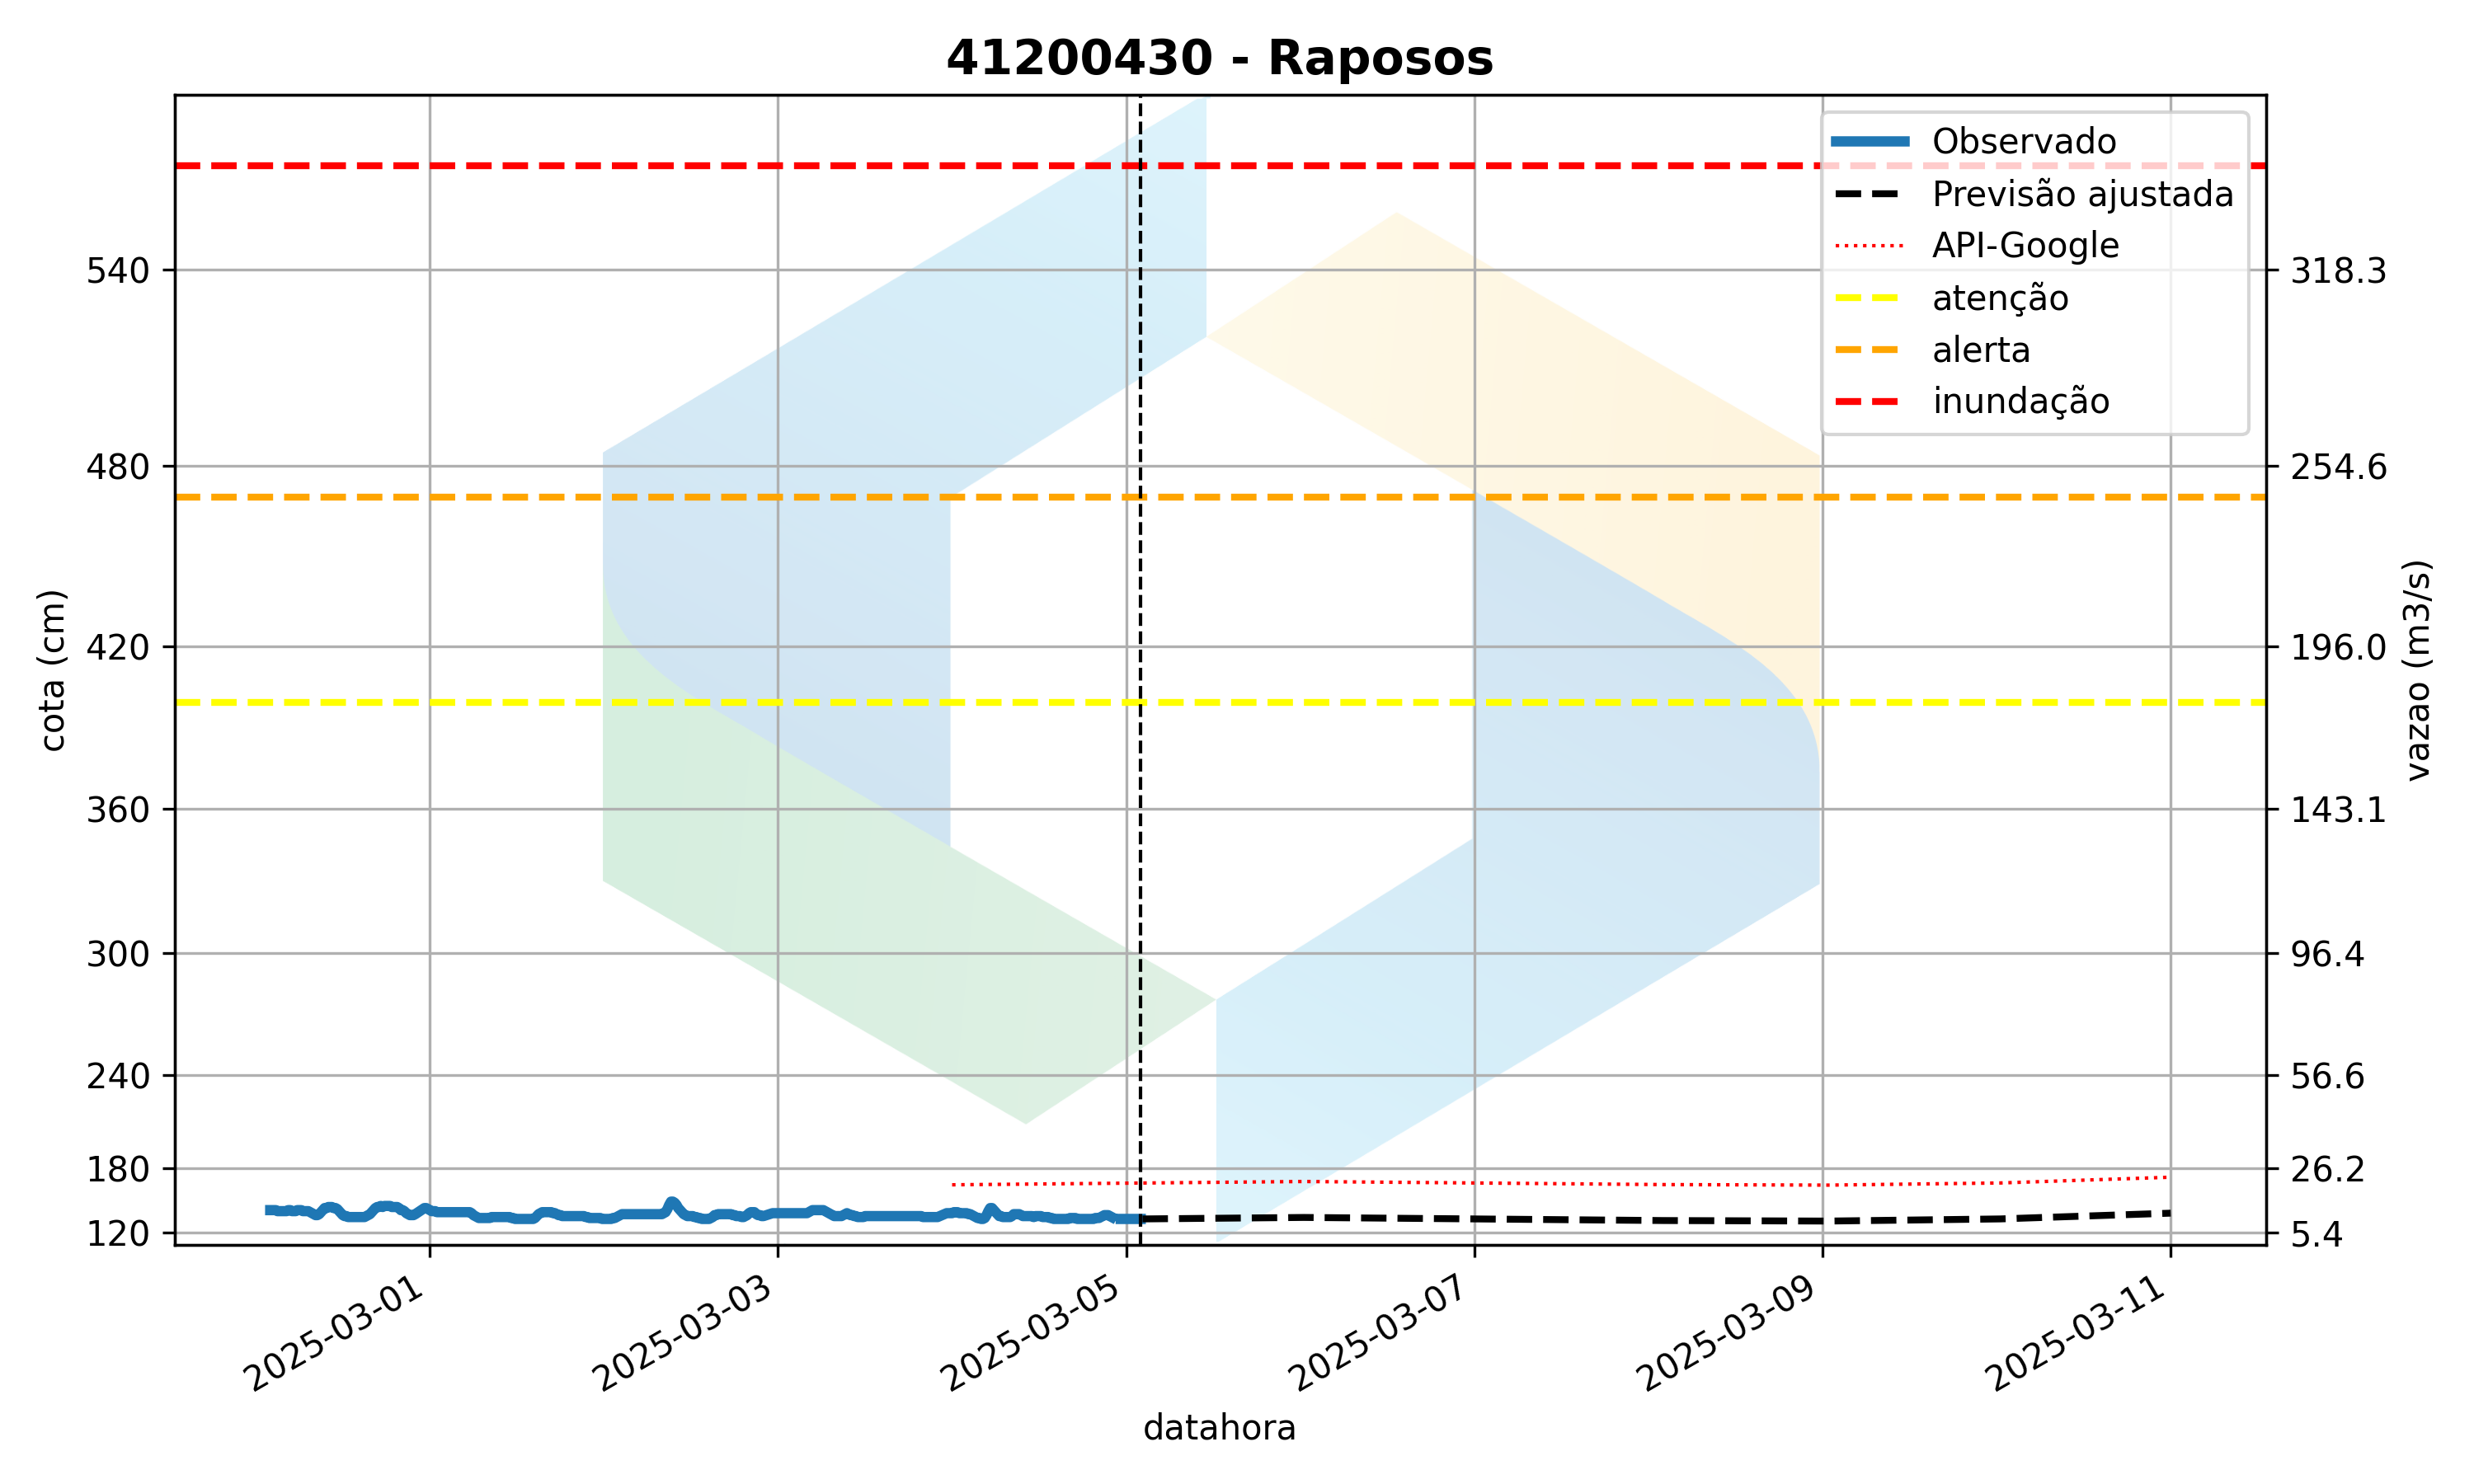 41200430 - Raposos
Observado
Previsão ajustada
API-Google
atenção
alerta
inundação
cota (cm)
540
480
420
360
300
240
180
120
318.3
254.6
196.0
143.1
96.4
56.6
26.2
5.4
vazao (m3/s)
2025-03-01
2025-03-03
2025-03-05
2025-03-07
2025-03-09
2025-03-11
datahora